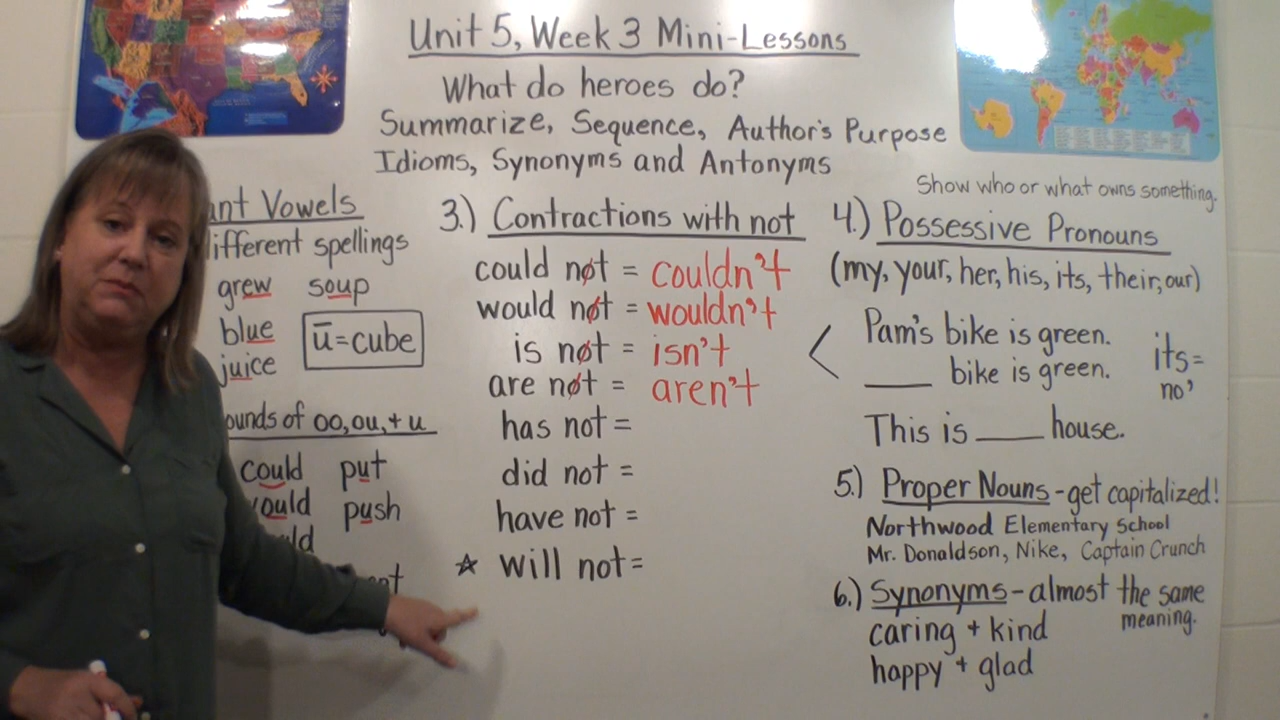 Unit 5, Week 3 Mini-Lessons
What do heroes do?
Summarize, Sequence, Author's Purpose
Idioms, Synonyms and Antonyms
ant Vowels
ifferent spellings
grew soup
blue
ū=cube
juice
ounds of oo, ou, + u
could put
would push
uld
3.) Contractions with not
could not = couldn't
would not = wouldn't
is not = isn't
are not = aren't
has not =
did not =
have not =
☆ will not =
Show who or what owns something.
4.) Possessive Pronouns
(my, your, her, his, its, their, our)
Pam's bike is green.
____ bike is green.
its=
no'
This is ____ house.
5.) Proper Nouns - get capitalized!
Northwood Elementary School
Mr. Donaldson, Nike, Captain Crunch
6.) Synonyms - almost the same
meaning.
caring + kind
happy + glad